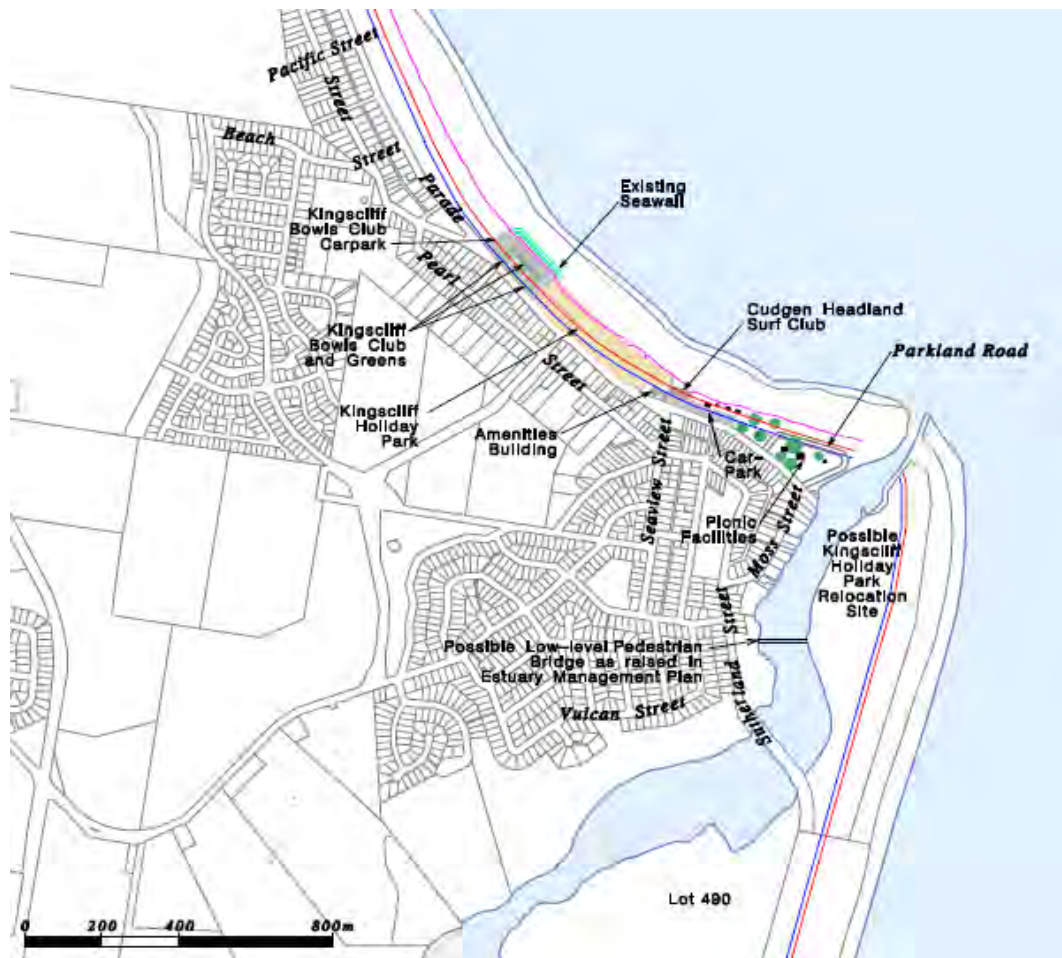 Pacific Street
Street
Beach
Street
Parade
Existing
Seawall
Kingscliff
Bowls Club
Carpark
Pearl
Street
Cudgen Headland
Surf Club
Parkland Road
Kingscliff
Bowls Club
and Greens
Kingscliff
Holiday
Park
Amenities
Building
Seaview Street
Car-
Park
Picnic
Facilities
Moss Street
Possible
Kingscliff
Holiday
Park
Relocation
Site
Possible Low-level Pedestrian
Bridge as raised in
Estuary Management Plan
Sutherland Street
Vulcan Street
Lot 490
0 200 400 800m